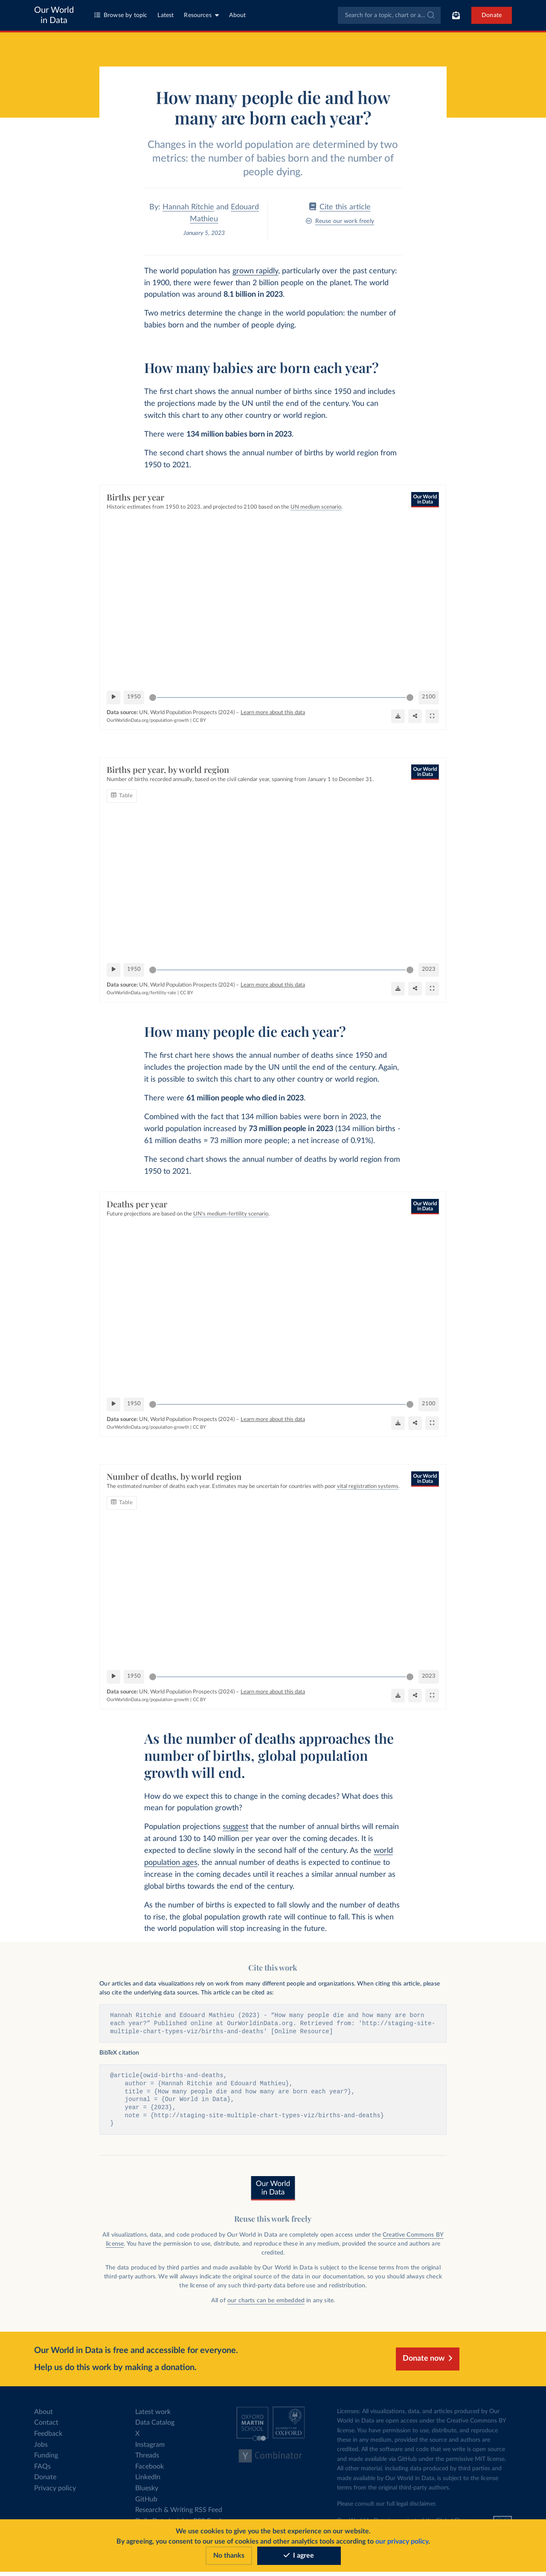 Our World
in Data
Browse by topic
Latest
Resources
About
Search for a topic, chart or a...
Donate
How many people die and how
many are born each year?
Changes in the world population are determined by two
metrics: the number of babies born and the number of
people dying.
By: Hannah Ritchie and Edouard
Mathieu
January 5, 2023
Cite this article
Reuse our work freely
The world population has grown rapidly, particularly over the past century:
in 1900, there were fewer than 2 billion people on the planet. The world
population was around 8.1 billion in 2023.
Two metrics determine the change in the world population: the number of
babies born and the number of people dying.
How many babies are born each year?
The first chart shows the annual number of births since 1950 and includes
the projections made by the UN until the end of the century. You can
switch this chart to any other country or world region.
There were 134 million babies born in 2023.
The second chart shows the annual number of births by world region from
1950 to 2021.
Births per year
Historic estimates from 1950 to 2023, and projected to 2100 based on the UN medium scenario.
Our World
in Data
1950
2100
Data source: UN, World Population Prospects (2024) – Learn more about this data
OurWorldinData.org/population-growth | CC BY
Births per year, by world region
Number of births recorded annually, based on the civil calendar year, spanning from January 1 to December 31.
Our World
in Data
Table
1950
2023
Data source: UN, World Population Prospects (2024) – Learn more about this data
OurWorldinData.org/fertility-rate | CC BY
How many people die each year?
The first chart here shows the annual number of deaths since 1950 and
includes the projection made by the UN until the end of the century. Again,
it is possible to switch this chart to any other country or world region.
There were 61 million people who died in 2023.
Combined with the fact that 134 million babies were born in 2023, the
world population increased by 73 million people in 2023 (134 million births -
61 million deaths = 73 million more people; a net increase of 0.91%).
The second chart shows the annual number of deaths by world region from
1950 to 2021.
Deaths per year
Future projections are based on the UN's medium-fertility scenario.
Our World
in Data
1950
2100
Data source: UN, World Population Prospects (2024) – Learn more about this data
OurWorldinData.org/population-growth | CC BY
Number of deaths, by world region
The estimated number of deaths each year. Estimates may be uncertain for countries with poor vital registration systems.
Our World
in Data
Table
1950
2023
Data source: UN, World Population Prospects (2024) – Learn more about this data
OurWorldinData.org/population-growth | CC BY
As the number of deaths approaches the
number of births, global population
growth will end.
How do we expect this to change in the coming decades? What does this
mean for population growth?
Population projections suggest that the number of annual births will remain
at around 130 to 140 million per year over the coming decades. It is
expected to decline slowly in the second half of the century. As the world
population ages, the annual number of deaths is expected to continue to
increase in the coming decades until it reaches a similar annual number as
global births towards the end of the century.
As the number of births is expected to fall slowly and the number of deaths
to rise, the global population growth rate will continue to fall. This is when
the world population will stop increasing in the future.
Cite this work
Our articles and data visualizations rely on work from many different people and organizations. When citing this article, please
also cite the underlying data sources. This article can be cited as:
Hannah Ritchie and Edouard Mathieu (2023) - “How many people die and how many are born
each year?” Published online at OurWorldinData.org. Retrieved from: 'http://staging-site-
multiple-chart-types-viz/births-and-deaths' [Online Resource]
BibTeX citation
@article{owid-births-and-deaths,
author = {Hannah Ritchie and Edouard Mathieu},
title = {How many people die and how many are born each year?},
journal = {Our World in Data},
year = {2023},
note = {http://staging-site-multiple-chart-types-viz/births-and-deaths}
}
Our World
in Data
Reuse this work freely
All visualizations, data, and code produced by Our World in Data are completely open access under the Creative Commons BY
license. You have the permission to use, distribute, and reproduce these in any medium, provided the source and authors are
credited.
The data produced by third parties and made available by Our World in Data is subject to the license terms from the original
third-party authors. We will always indicate the original source of the data in our documentation, so you should always check
the license of any such third-party data before use and redistribution.
All of our charts can be embedded in any site.
Our World in Data is free and accessible for everyone.
Help us do this work by making a donation.
Donate now
About
Contact
Feedback
Jobs
Funding
FAQs
Donate
Privacy policy
Latest work
Data Catalog
X
Instagram
Threads
Facebook
LinkedIn
Bluesky
GitHub
Research & Writing RSS Feed
OXFORD
MARTIN
SCHOOL
UNIVERSITY OF
OXFORD
Y Combinator
Licenses: All visualizations, data, and articles produced by Our
World in Data are open access under the Creative Commons BY
license. You have permission to use, distribute, and reproduce
these in any medium, provided the source and authors are
credited. All the software and code that we write is open source
and made available via GitHub under the permissive MIT license.
All other material, including data produced by third parties and
made available by Our World in Data, is subject to the license
terms from the original third-party authors.
Please consult our full legal disclaimer.
We use cookies to give you the best experience on our website.
By agreeing, you consent to our use of cookies and other analytics tools according to our privacy policy.
No thanks
I agree